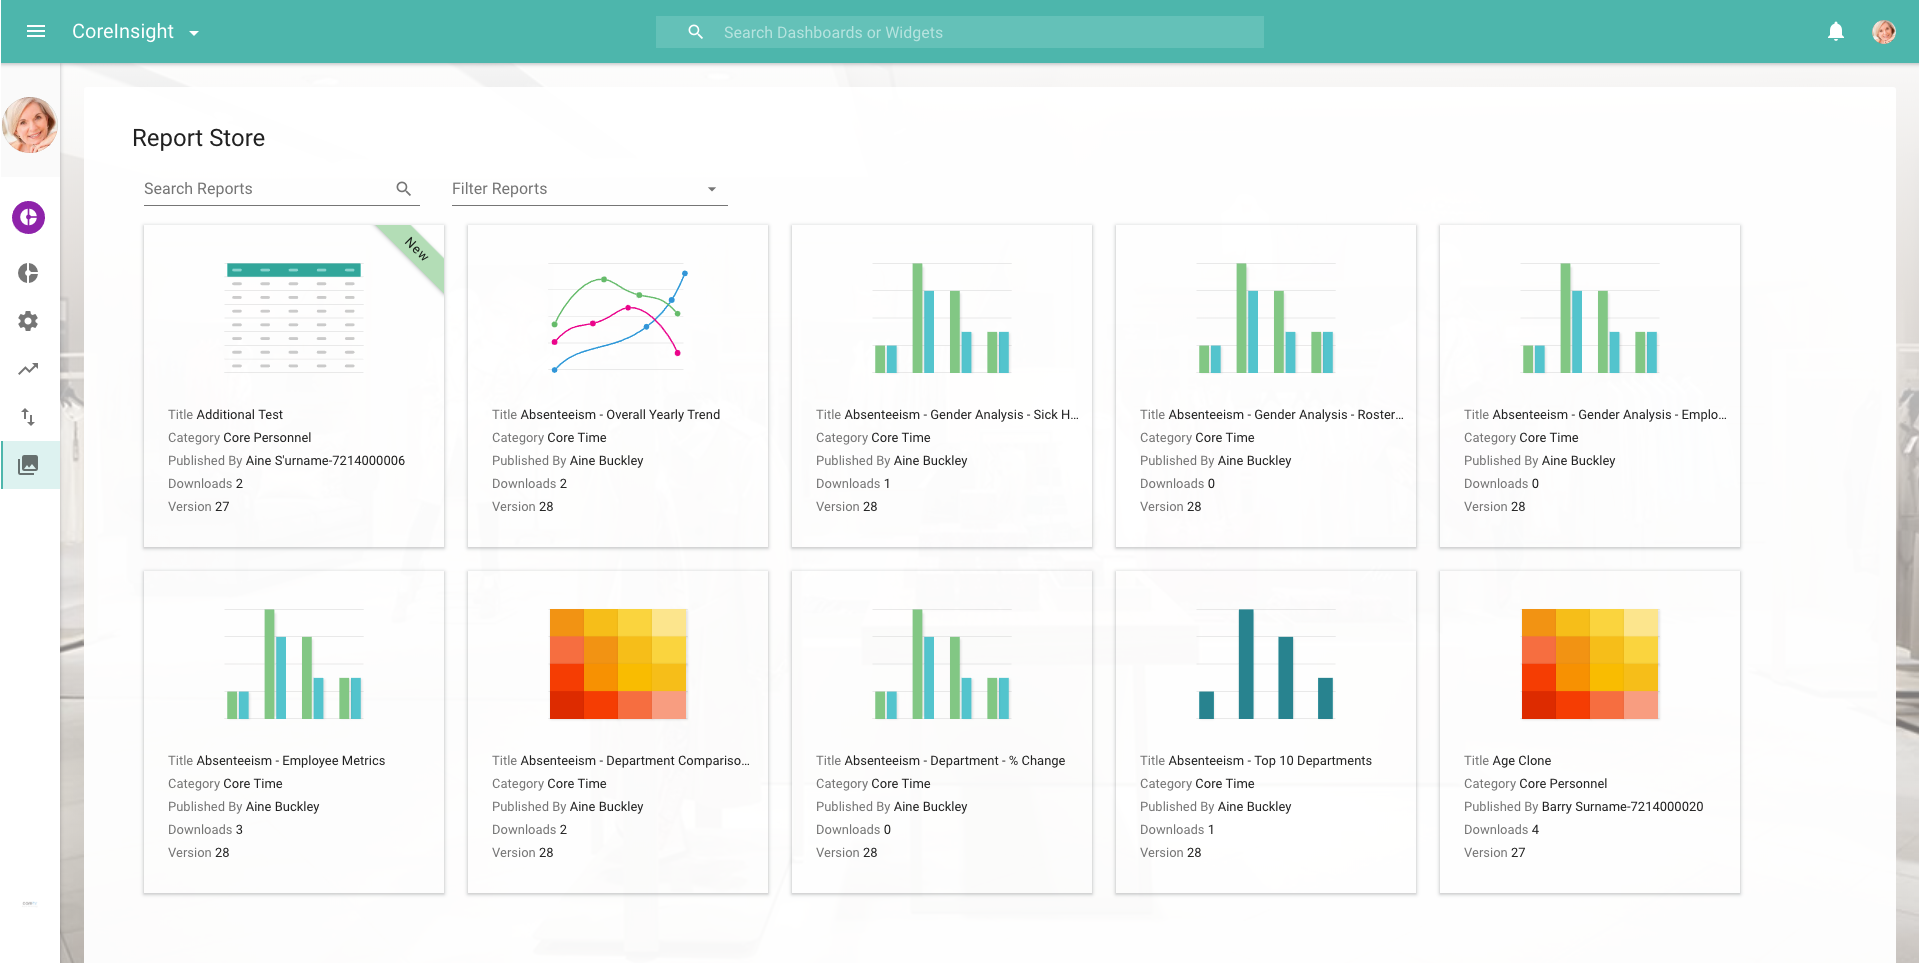 CoreInsight
Search Dashboards or Widgets
Report Store
Search Reports
Filter Reports
New
Title Additional Test
Category Core Personnel
Published By Aine S'urname-7214000006
Downloads 2
Version 27
Title Absenteeism - Overall Yearly Trend
Category Core Time
Published By Aine Buckley
Downloads 2
Version 28
Title Absenteeism - Gender Analysis - Sick H...
Category Core Time
Published By Aine Buckley
Downloads 1
Version 28
Title Absenteeism - Gender Analysis - Roster...
Category Core Time
Published By Aine Buckley
Downloads 0
Version 28
Title Absenteeism - Gender Analysis - Emplo...
Category Core Time
Published By Aine Buckley
Downloads 0
Version 28
Title Absenteeism - Employee Metrics
Category Core Time
Published By Aine Buckley
Downloads 3
Version 28
Title Absenteeism - Department Compariso...
Category Core Time
Published By Aine Buckley
Downloads 2
Version 28
Title Absenteeism - Department - % Change
Category Core Time
Published By Aine Buckley
Downloads 0
Version 28
Title Absenteeism - Top 10 Departments
Category Core Time
Published By Aine Buckley
Downloads 1
Version 28
Title Age Clone
Category Core Personnel
Published By Barry Surname-7214000020
Downloads 4
Version 27